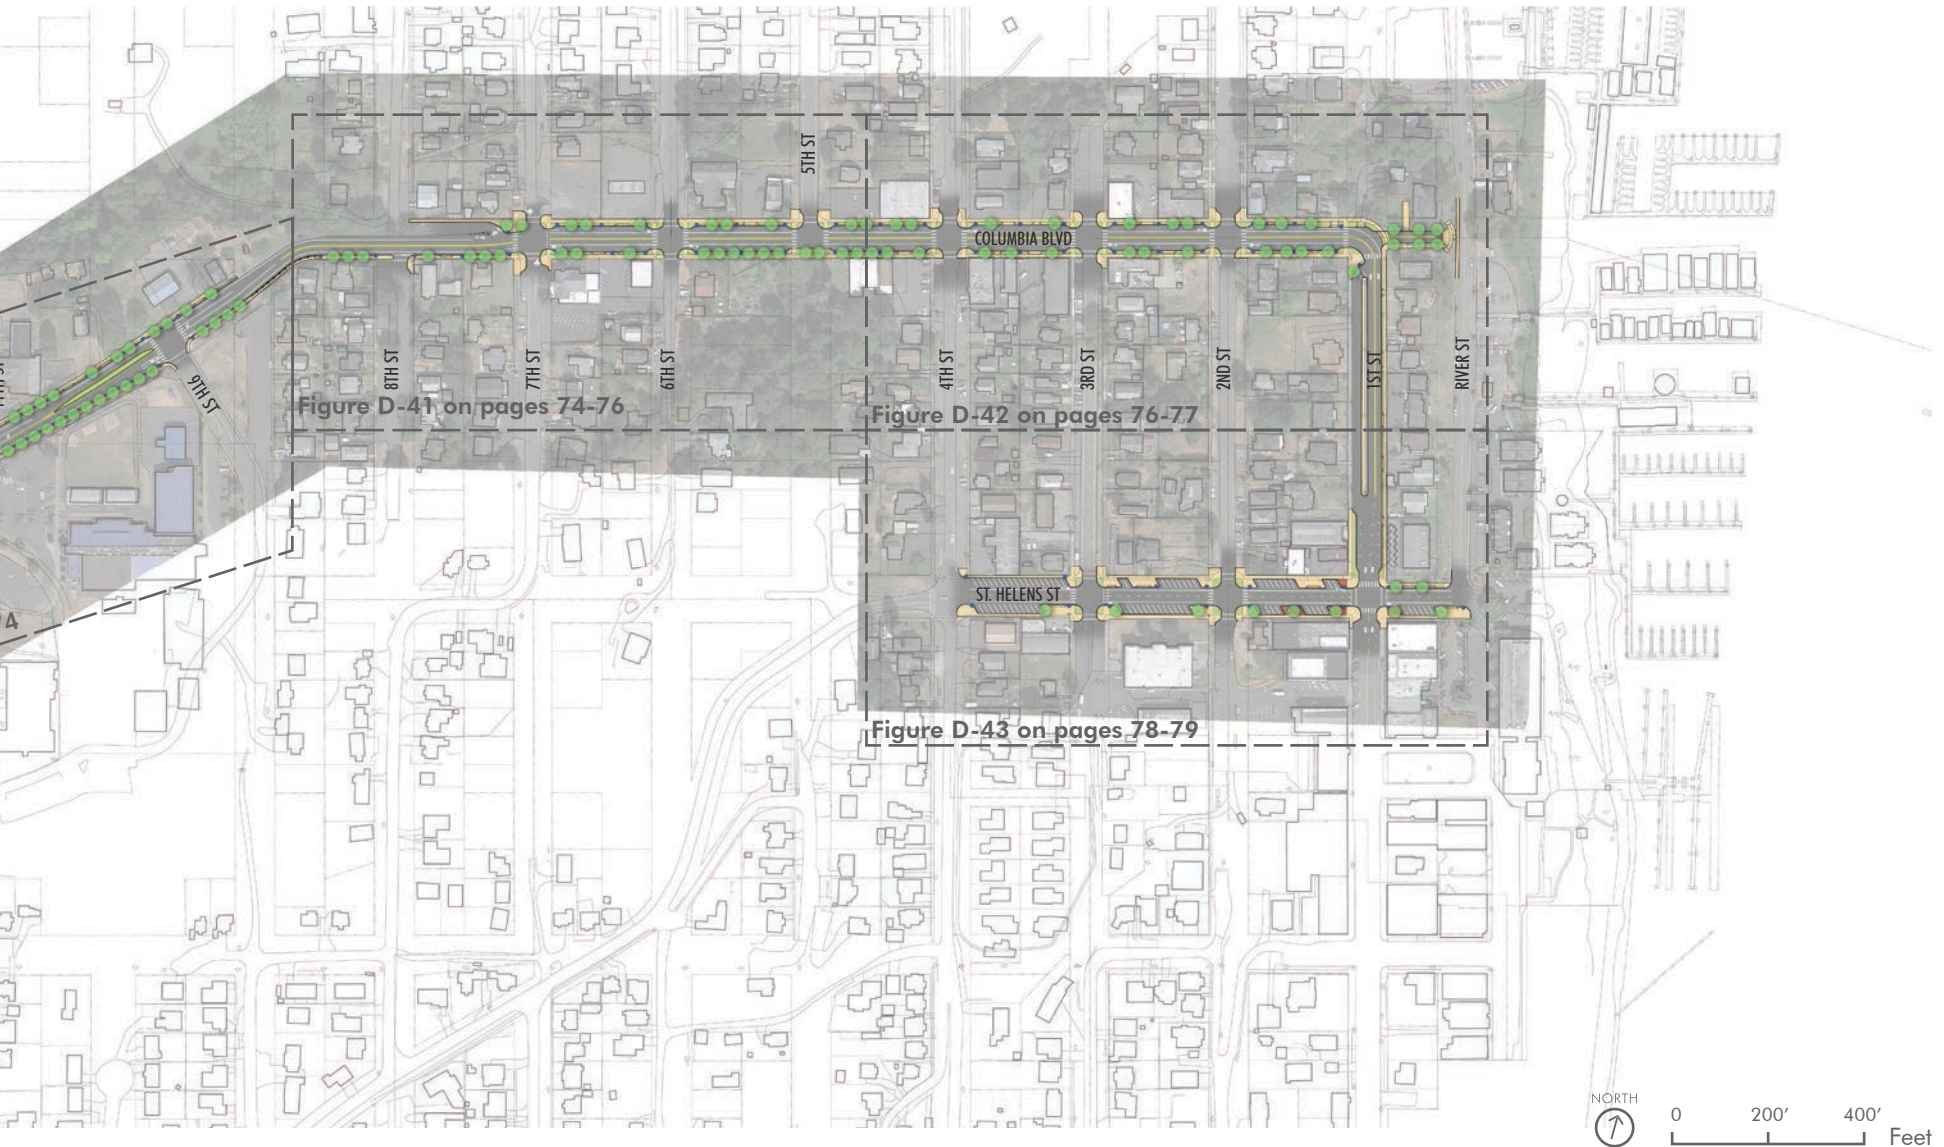 5TH ST
COLUMBIA BLVD
9TH ST
8TH ST
7TH ST
6TH ST
4TH ST
3RD ST
2ND ST
1ST ST
RIVER ST
Figure D-41 on pages 74-76
Figure D-42 on pages 76-77
ST. HELENS ST
Figure D-43 on pages 78-79
NORTH
0 200’ 400’
Feet